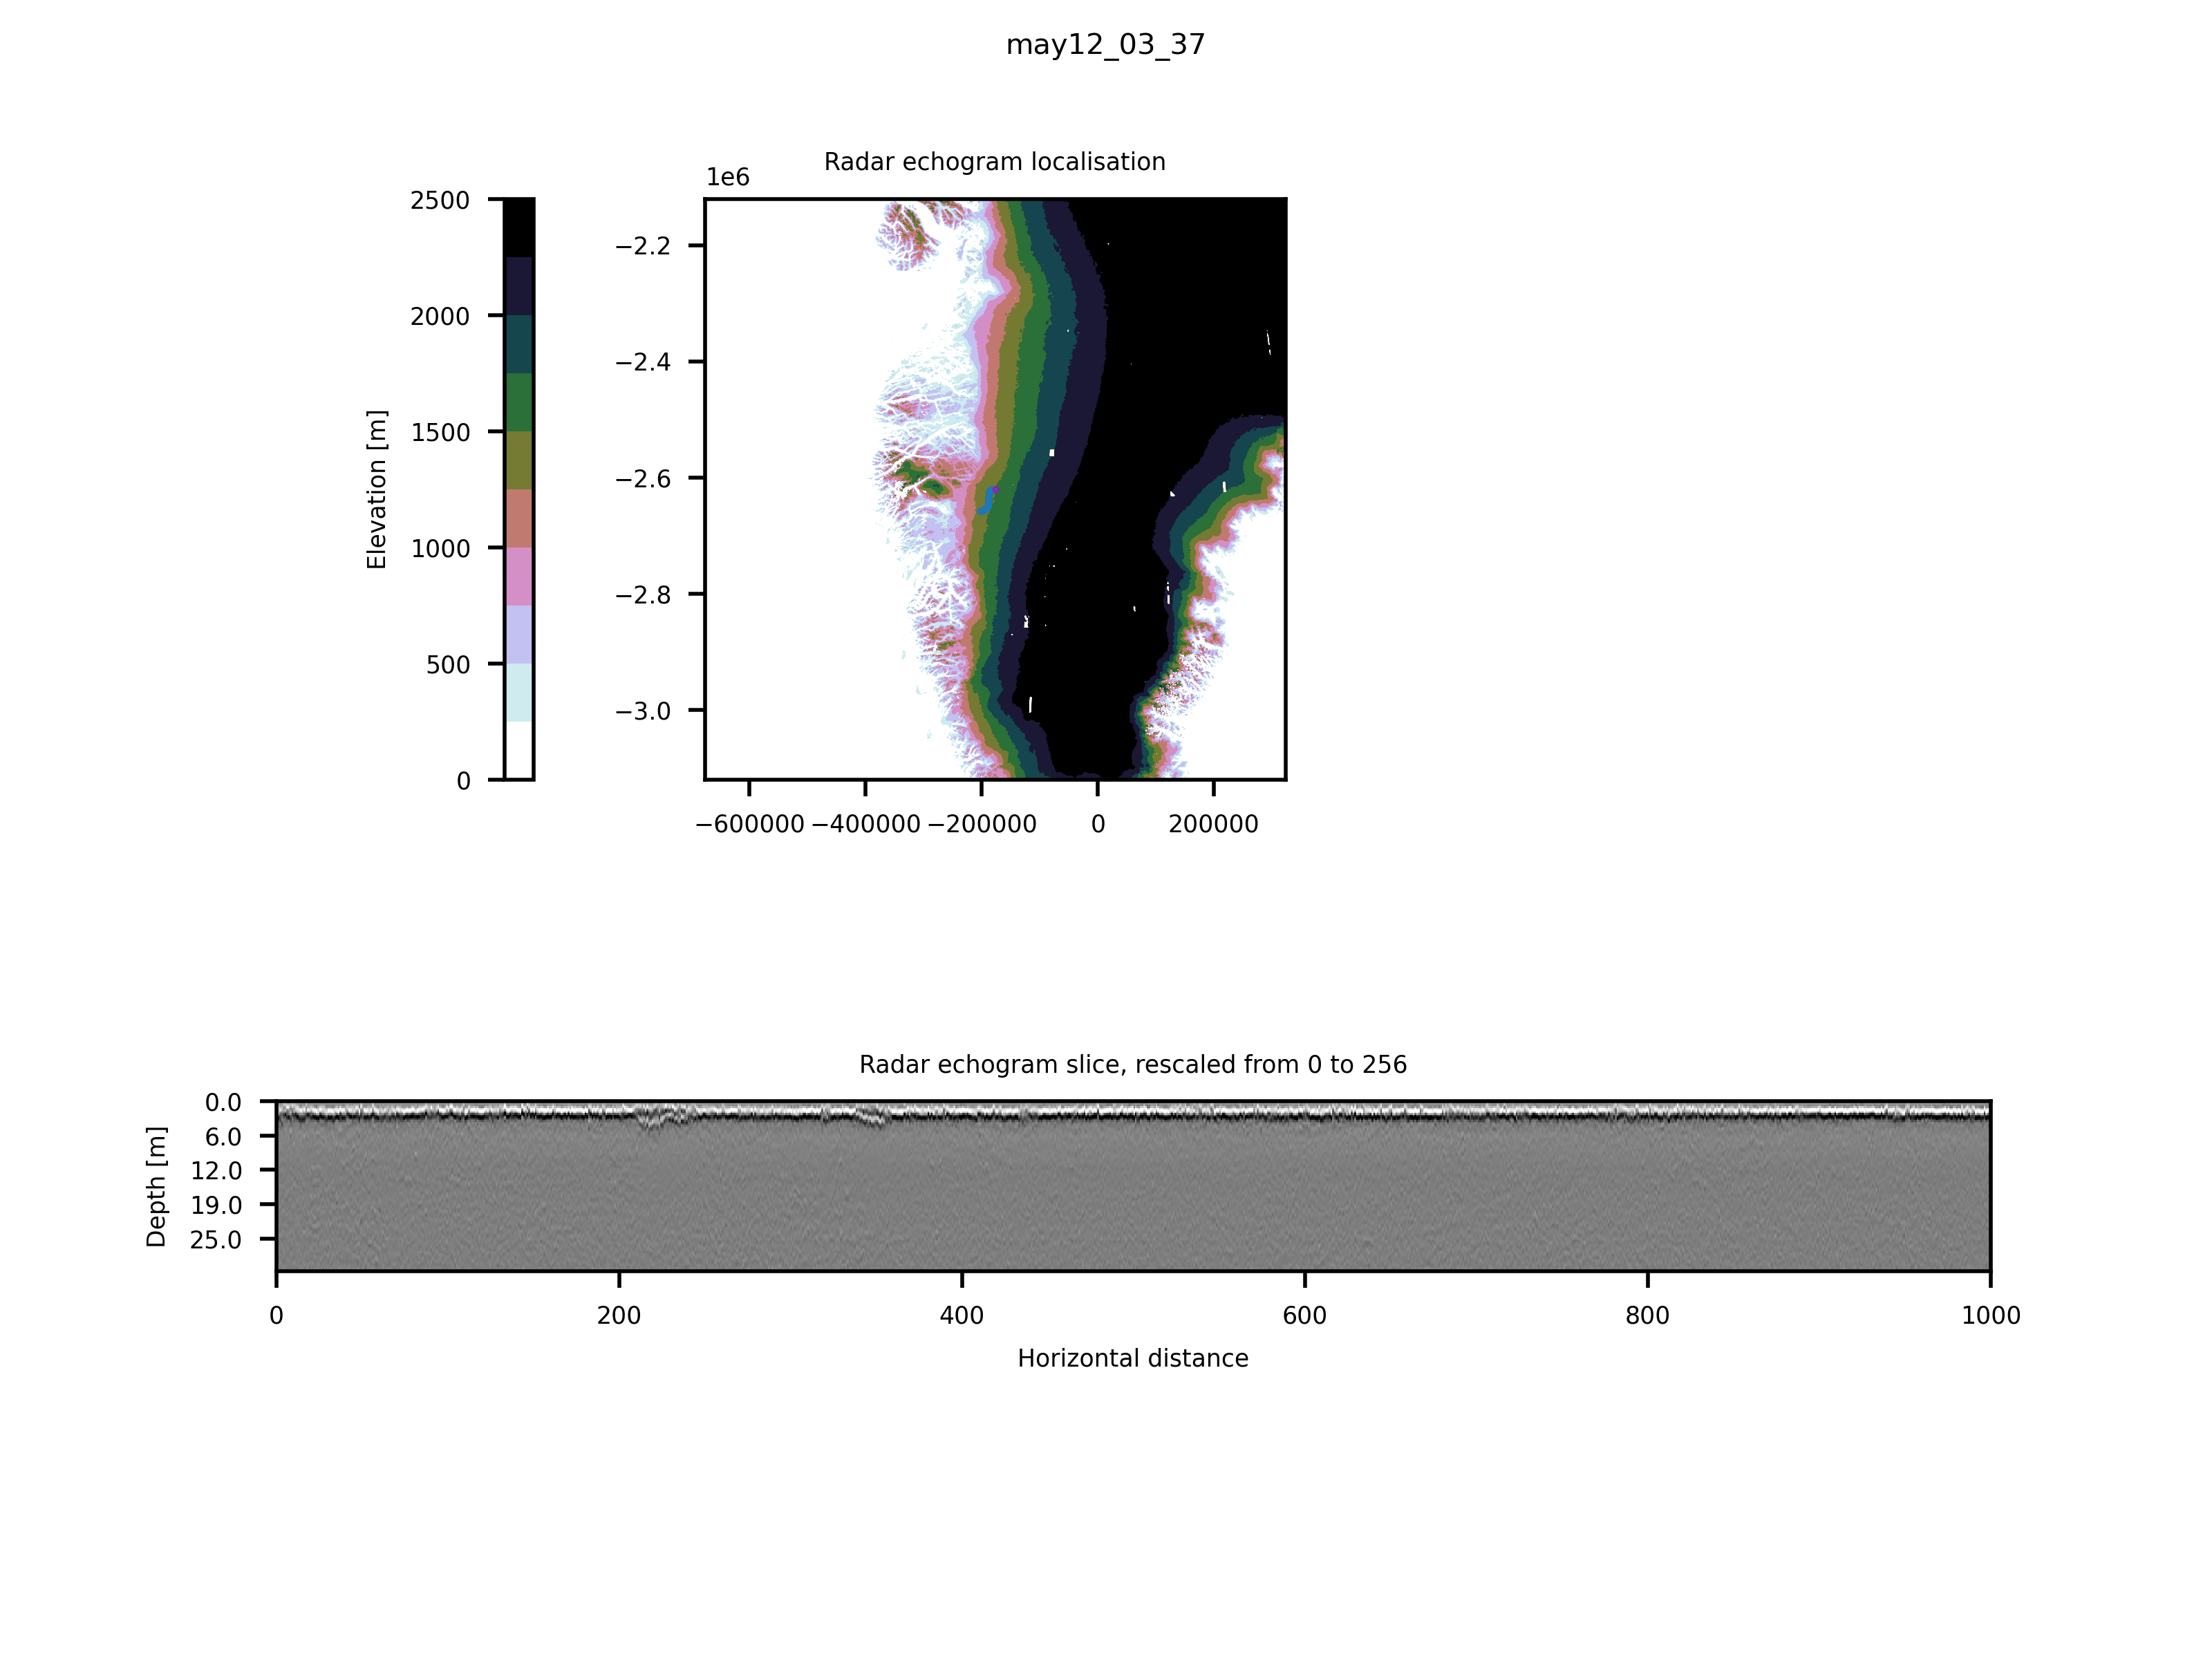 may12_03_37
Radar echogram localisation
1e6
Elevation [m]
2500
2000
1500
1000
500
0
−2.2
−2.4
−2.6
−2.8
−3.0
−600000 −400000 −200000 0 200000
Radar echogram slice, rescaled from 0 to 256
Depth [m]
0.0
6.0
12.0
19.0
25.0
0 200 400 600 800 1000
Horizontal distance